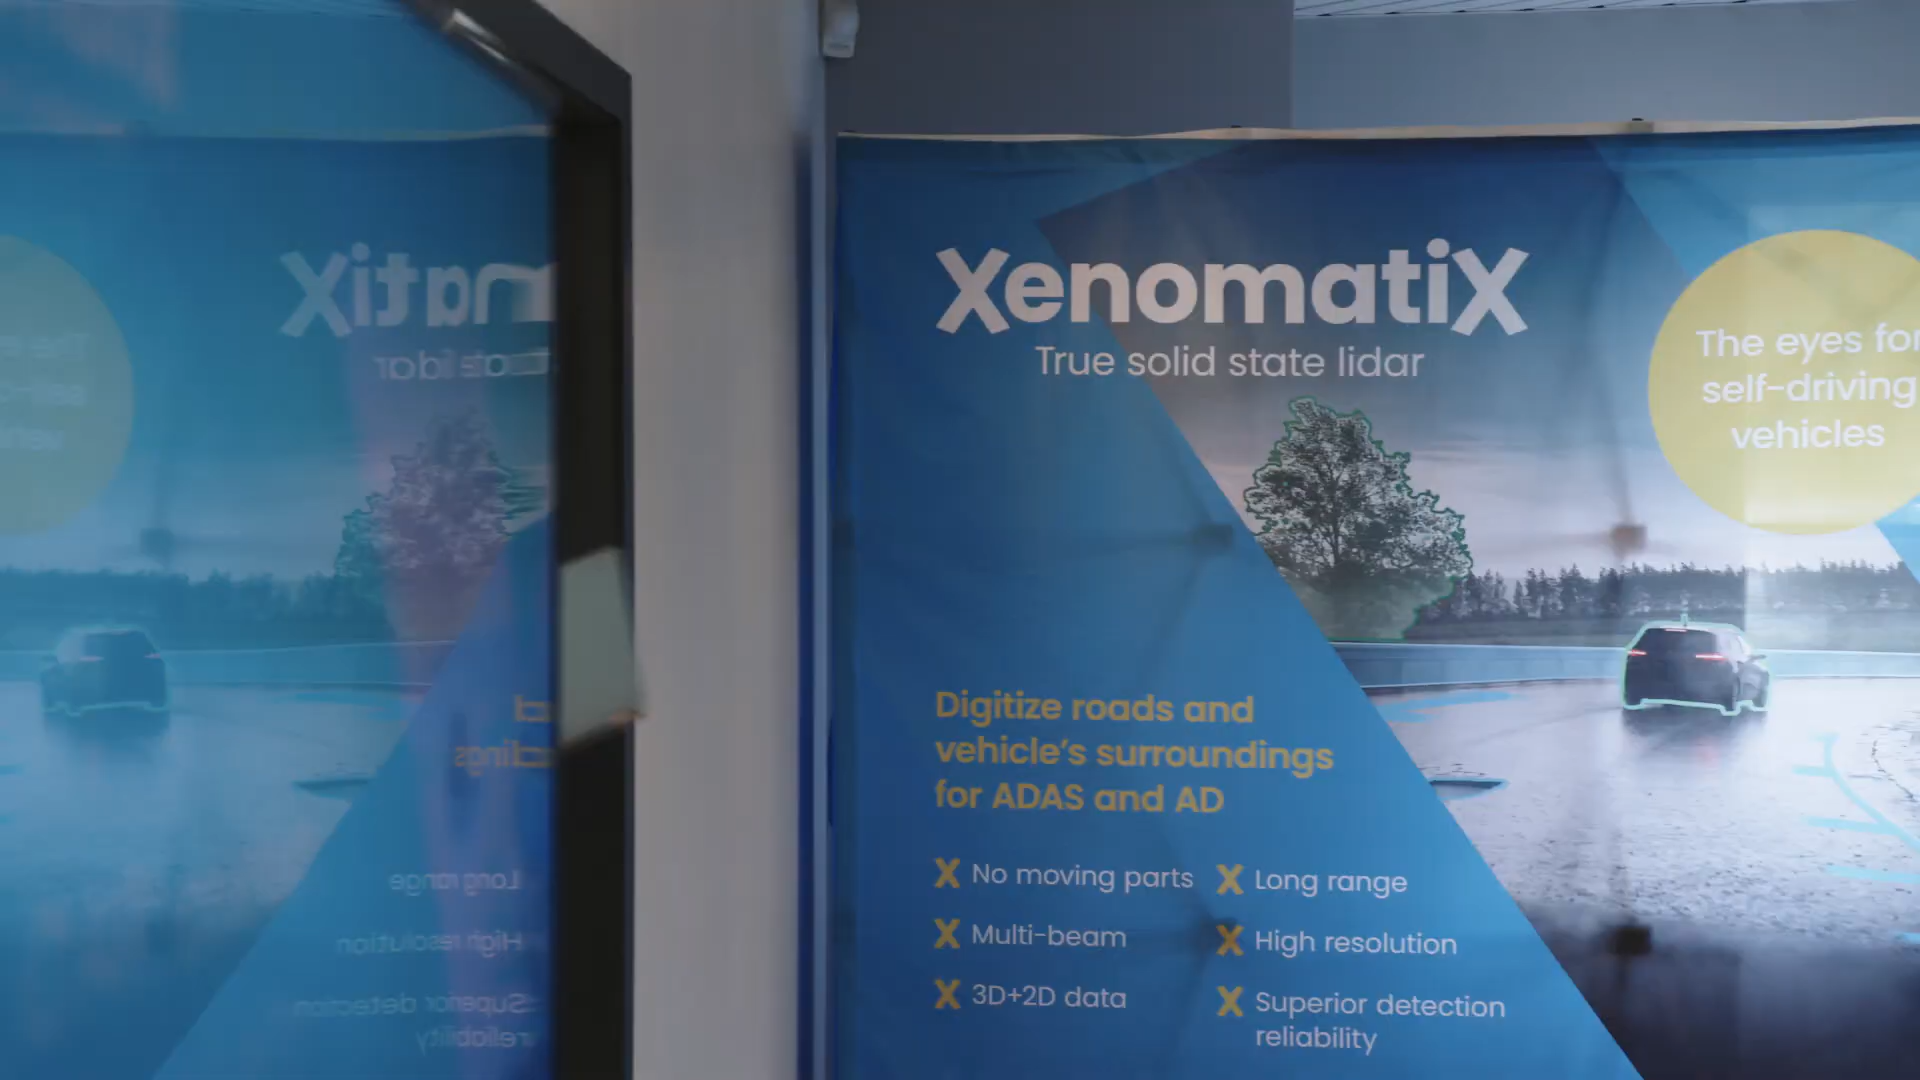 XenomatiX
True solid state lidar
The eyes for
self-driving
vehicles
Digitize roads and
vehicle's surroundings
for ADAS and AD
X No moving parts
X Multi-beam
X 3D+2D data
X Long range
X High resolution
X Superior detection
reliability